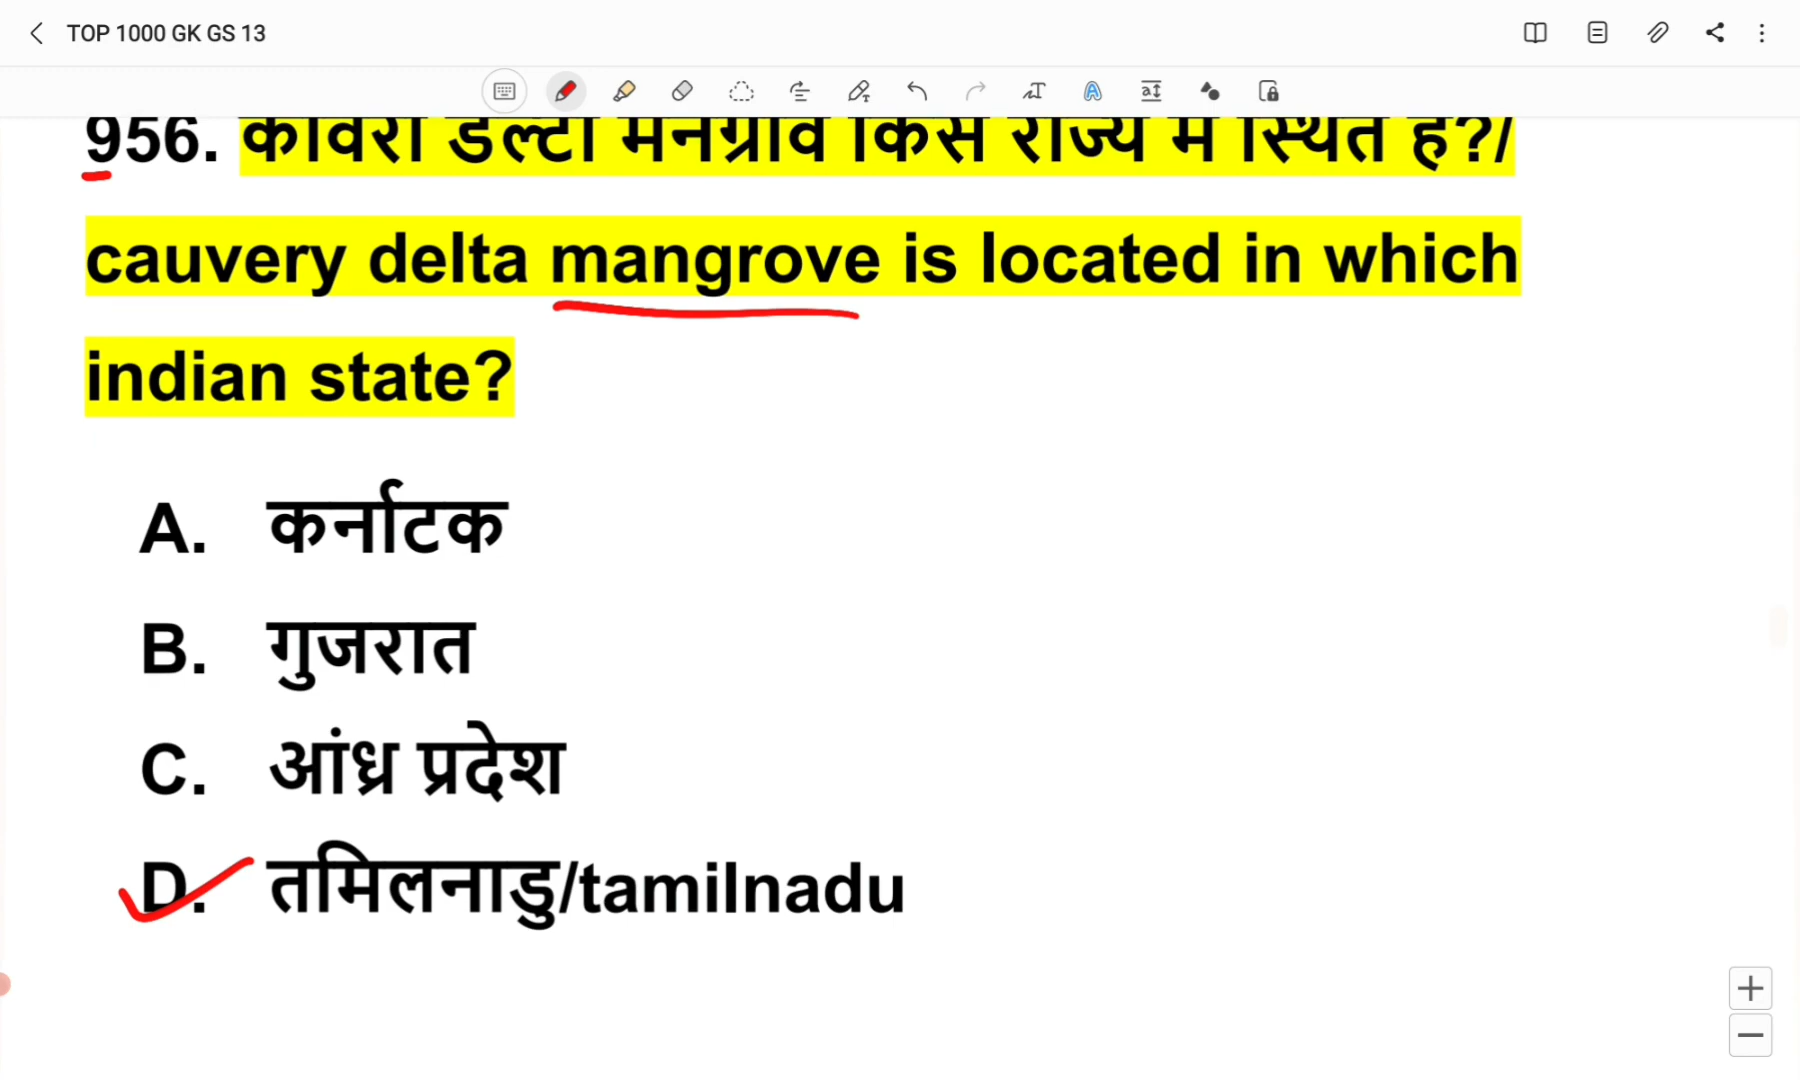 TOP 1000 GK GS 13
956. कावेरी डेल्टा मैनग्रोव किस राज्य में स्थित है?/
cauvery delta mangrove is located in which
indian state?
A. कर्नाटक
B. गुजरात
C. आंध्र प्रदेश
D. तमिलनाडु/tamilnadu